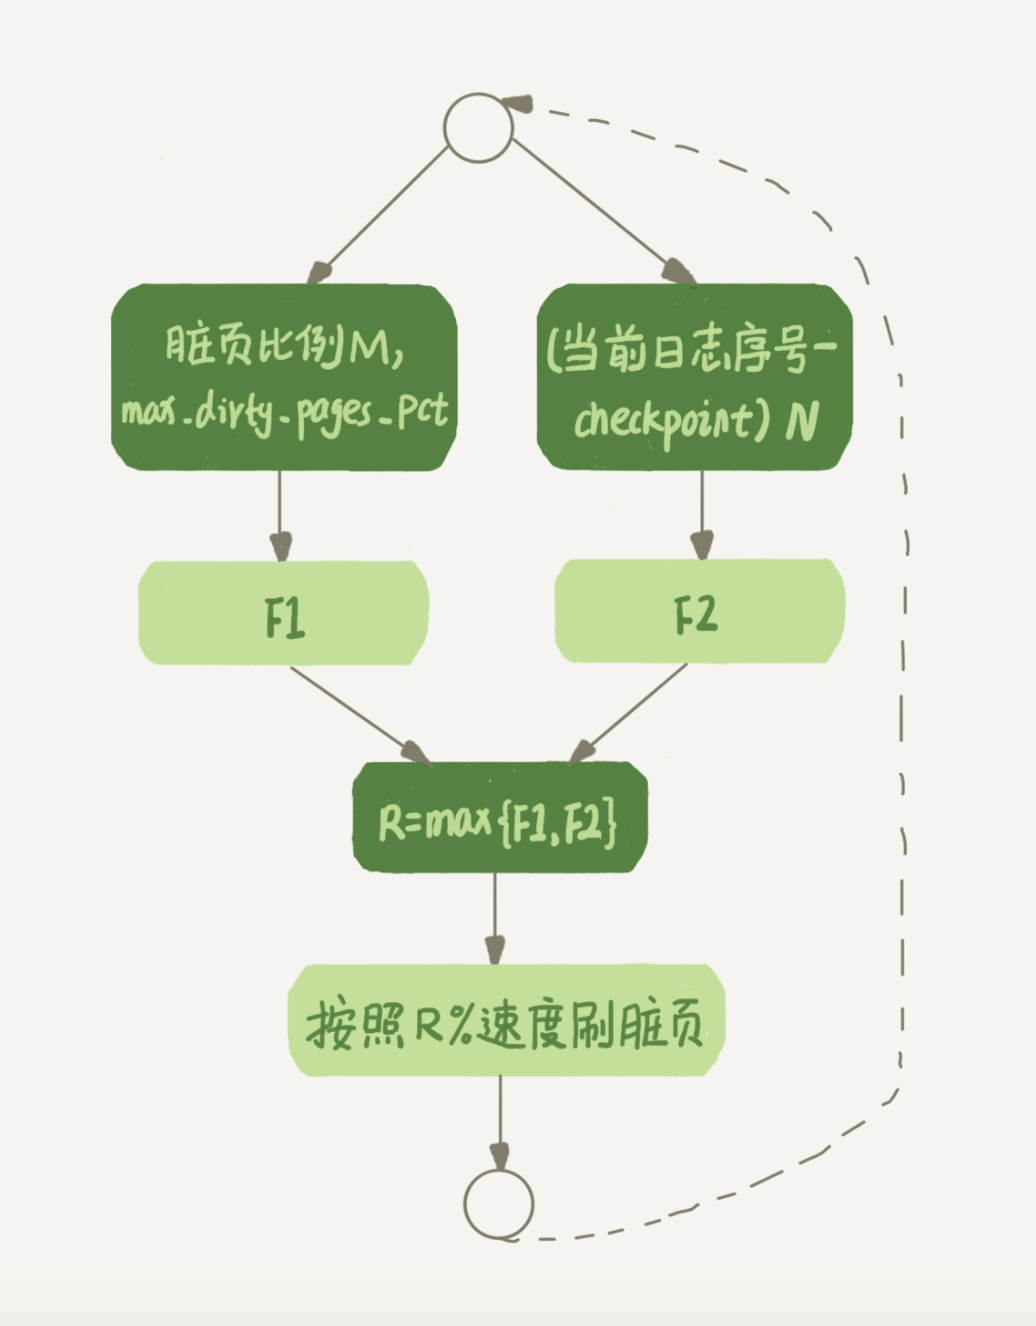 脏页比例M,
max_dirty_pages_pct
(当前日志序号-
checkpoint) N
F1
F2
R=max{F1,F2}
按照R%速度刷脏页